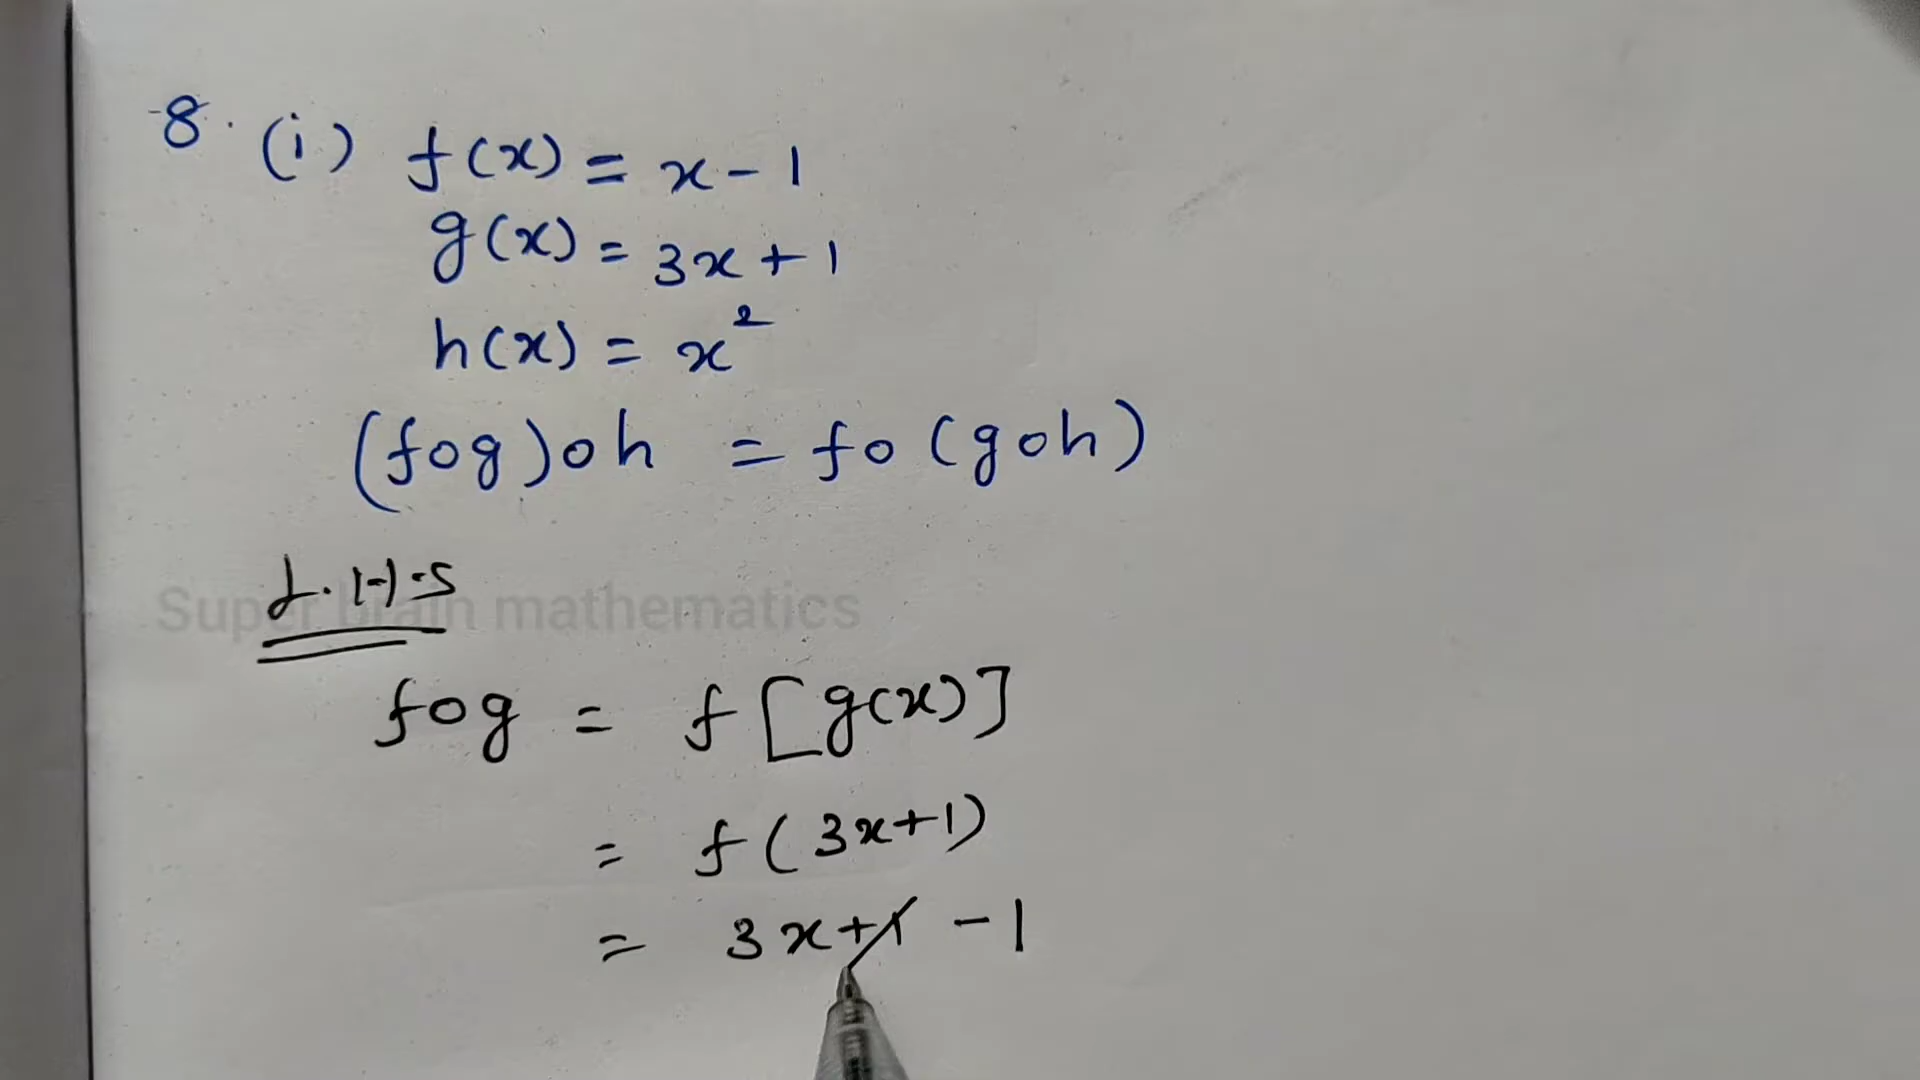 8. (i) f(x) = x - 1
g(x) = 3x + 1
h(x) = x²
(fog)oh = fo(goh)
L.H.S
Super brain mathematics
fog = f[g(x)]
= f(3x+1)
= 3x+1 - 1